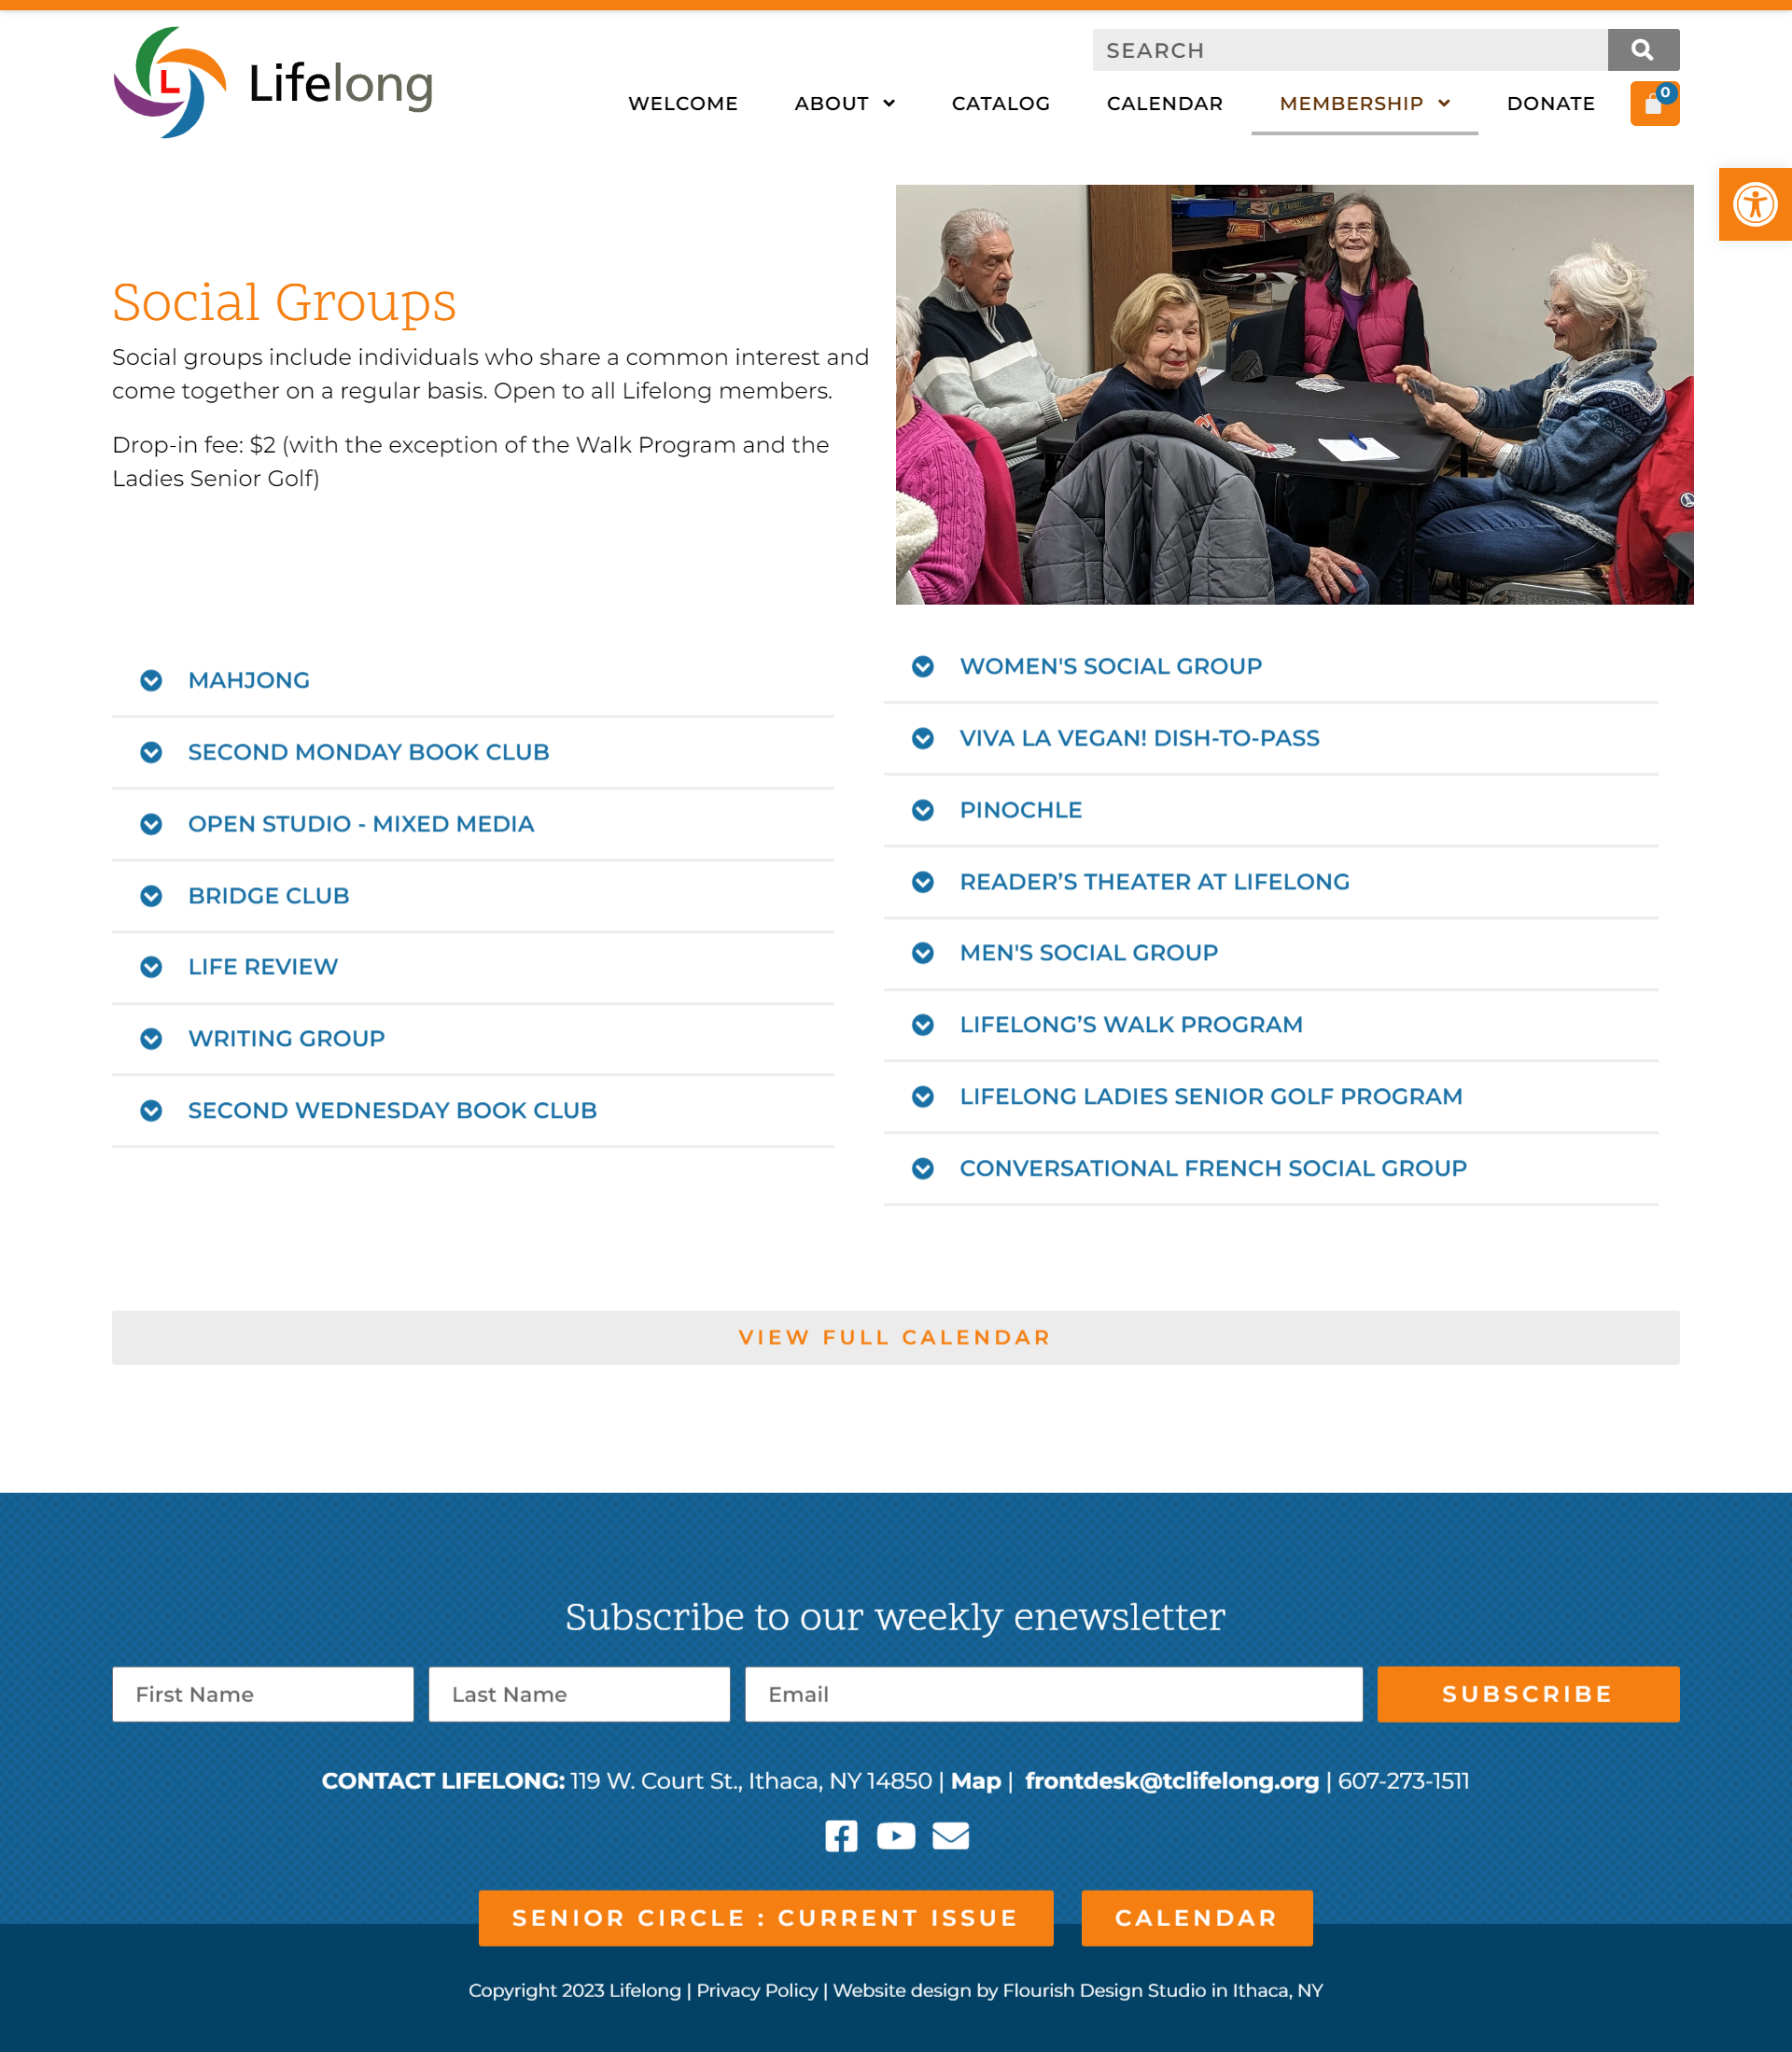 SEARCH
L Lifelong
WELCOME ABOUT CATALOG CALENDAR MEMBERSHIP DONATE 0
Social Groups
Social groups include individuals who share a common interest and
come together on a regular basis. Open to all Lifelong members.
Drop-in fee: $2 (with the exception of the Walk Program and the
Ladies Senior Golf)
MAHJONG
SECOND MONDAY BOOK CLUB
OPEN STUDIO - MIXED MEDIA
BRIDGE CLUB
LIFE REVIEW
WRITING GROUP
SECOND WEDNESDAY BOOK CLUB
WOMEN'S SOCIAL GROUP
VIVA LA VEGAN! DISH-TO-PASS
PINOCHLE
READER’S THEATER AT LIFELONG
MEN'S SOCIAL GROUP
LIFELONG’S WALK PROGRAM
LIFELONG LADIES SENIOR GOLF PROGRAM
CONVERSATIONAL FRENCH SOCIAL GROUP
VIEW FULL CALENDAR
Subscribe to our weekly enewsletter
First Name Last Name Email SUBSCRIBE
CONTACT LIFELONG: 119 W. Court St., Ithaca, NY 14850 | Map | frontdesk@tclifelong.org | 607-273-1511
SENIOR CIRCLE : CURRENT ISSUE CALENDAR
Copyright 2023 Lifelong | Privacy Policy | Website design by Flourish Design Studio in Ithaca, NY